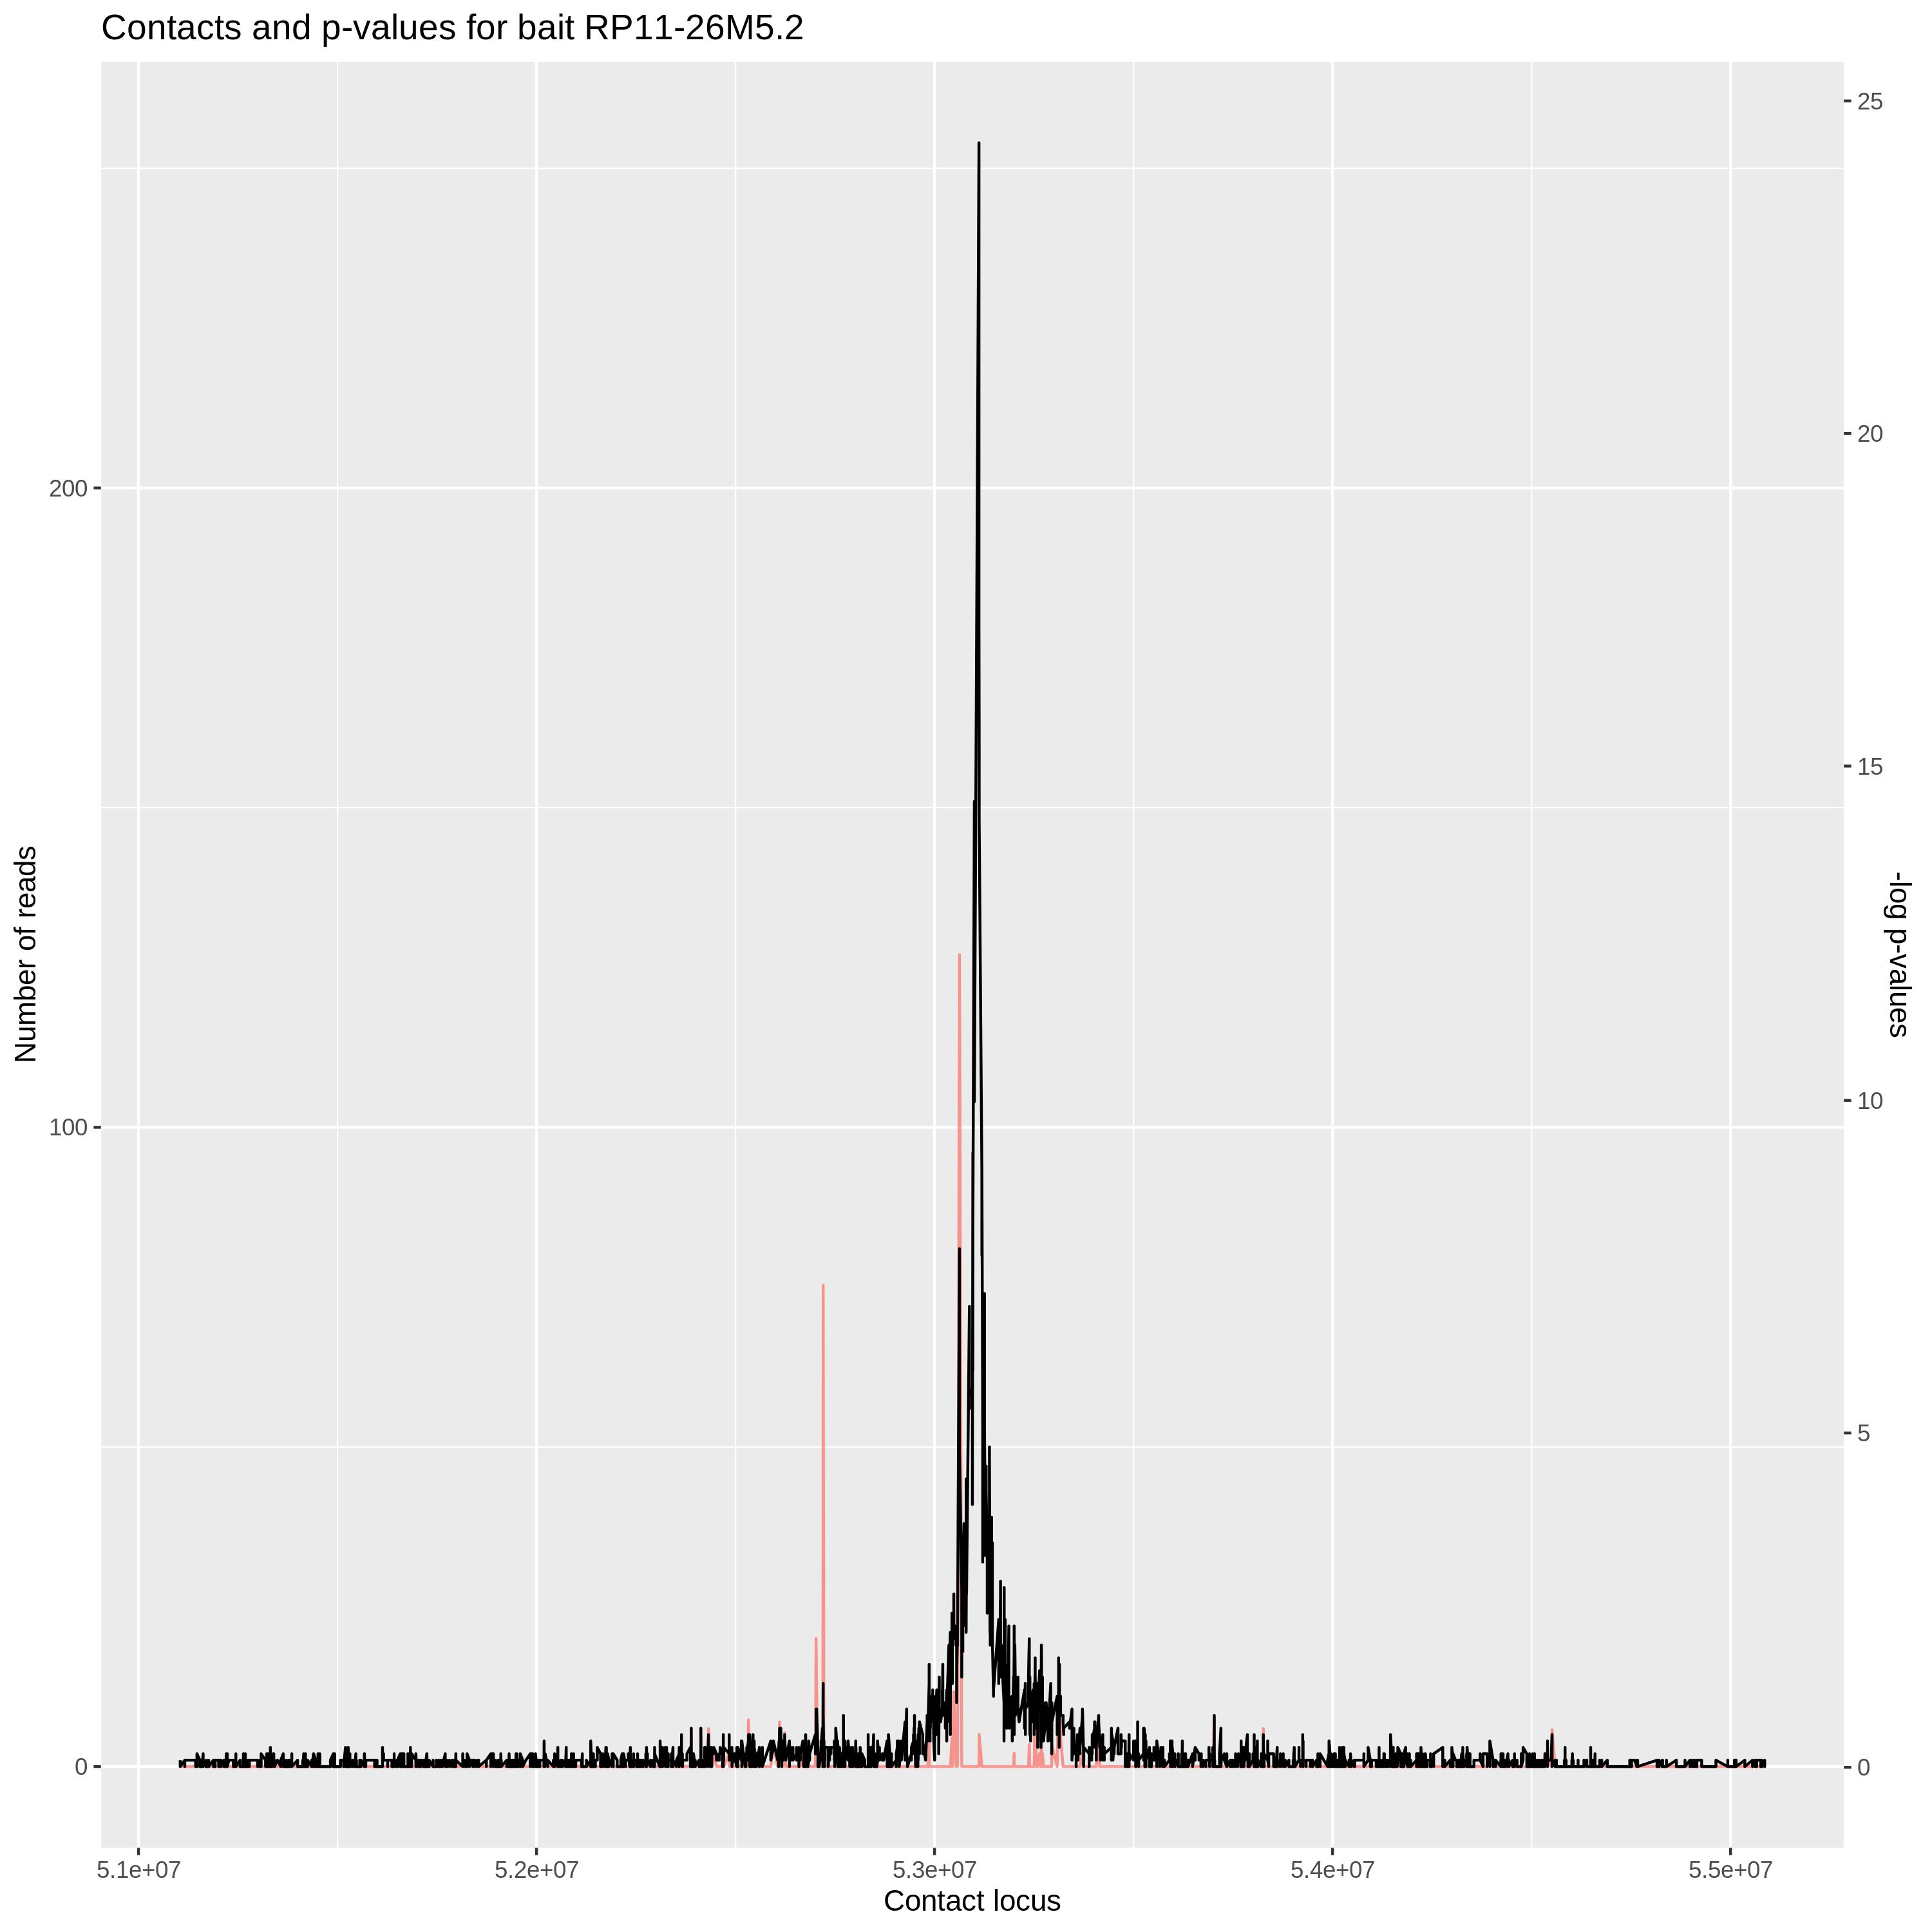 Contacts and p-values for bait RP11-26M5.2
25
20
200
15
Number of reads
-log p-values
10
100
5
0
0
5.1e+07
5.2e+07
5.3e+07
5.4e+07
5.5e+07
Contact locus